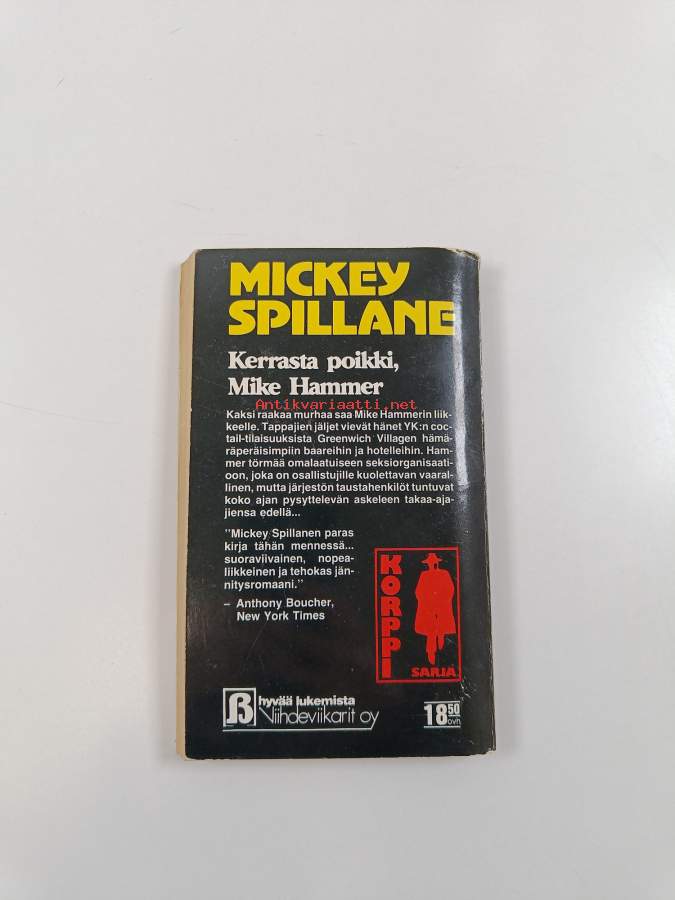 MICKEY
SPILLANE
Kerrasta poikki,
Mike Hammer
Antikvariaatti.net
Kaksi raakaa murhaa saa Mike Hammerin liik-
keelle. Tappajien jäljet vievät hänet YK:n coc-
tail-tilaisuuksista Greenwich Villagen hämä-
räperäisimpiin baareihin ja hotelleihin. Ham-
mer törmää omalaatuiseen seksiorganisaati-
oon, joka on osallistujille kuolettavan vaaral-
linen, mutta järjestön taustahenkilöt tuntuvat
koko ajan pysyttelevän askeleen takaa-aja-
jiensa edellä...
"Mickey Spillanen paras
kirja tähän mennessä...
suoraviivainen, nopea-
liikkeinen ja tehokas jän-
nitysromaani."
– Anthony Boucher,
New York Times
KORPPI
SARJA
hyvää lukemista
Viihdeviikarit oy
18 50
ovh